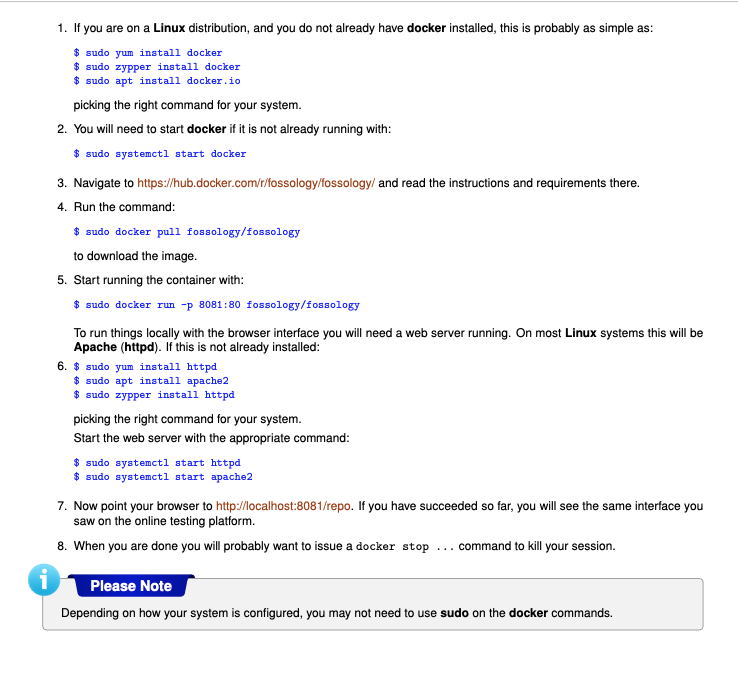 1. If you are on a Linux distribution, and you do not already have docker installed, this is probably as simple as:
$ sudo yum install docker
$ sudo zypper install docker
$ sudo apt install docker.io
picking the right command for your system.
2. You will need to start docker if it is not already running with:
$ sudo systemctl start docker
3. Navigate to https://hub.docker.com/r/fossology/fossology/ and read the instructions and requirements there.
4. Run the command:
$ sudo docker pull fossology/fossology
to download the image.
5. Start running the container with:
$ sudo docker run -p 8081:80 fossology/fossology
To run things locally with the browser interface you will need a web server running. On most Linux systems this will be
Apache (httpd). If this is not already installed:
6. $ sudo yum install httpd
$ sudo apt install apache2
$ sudo zypper install httpd
picking the right command for your system.
Start the web server with the appropriate command:
$ sudo systemctl start httpd
$ sudo systemctl start apache2
7. Now point your browser to http://localhost:8081/repo. If you have succeeded so far, you will see the same interface you
saw on the online testing platform.
8. When you are done you will probably want to issue a docker stop ... command to kill your session.
i Please Note
Depending on how your system is configured, you may not need to use sudo on the docker commands.